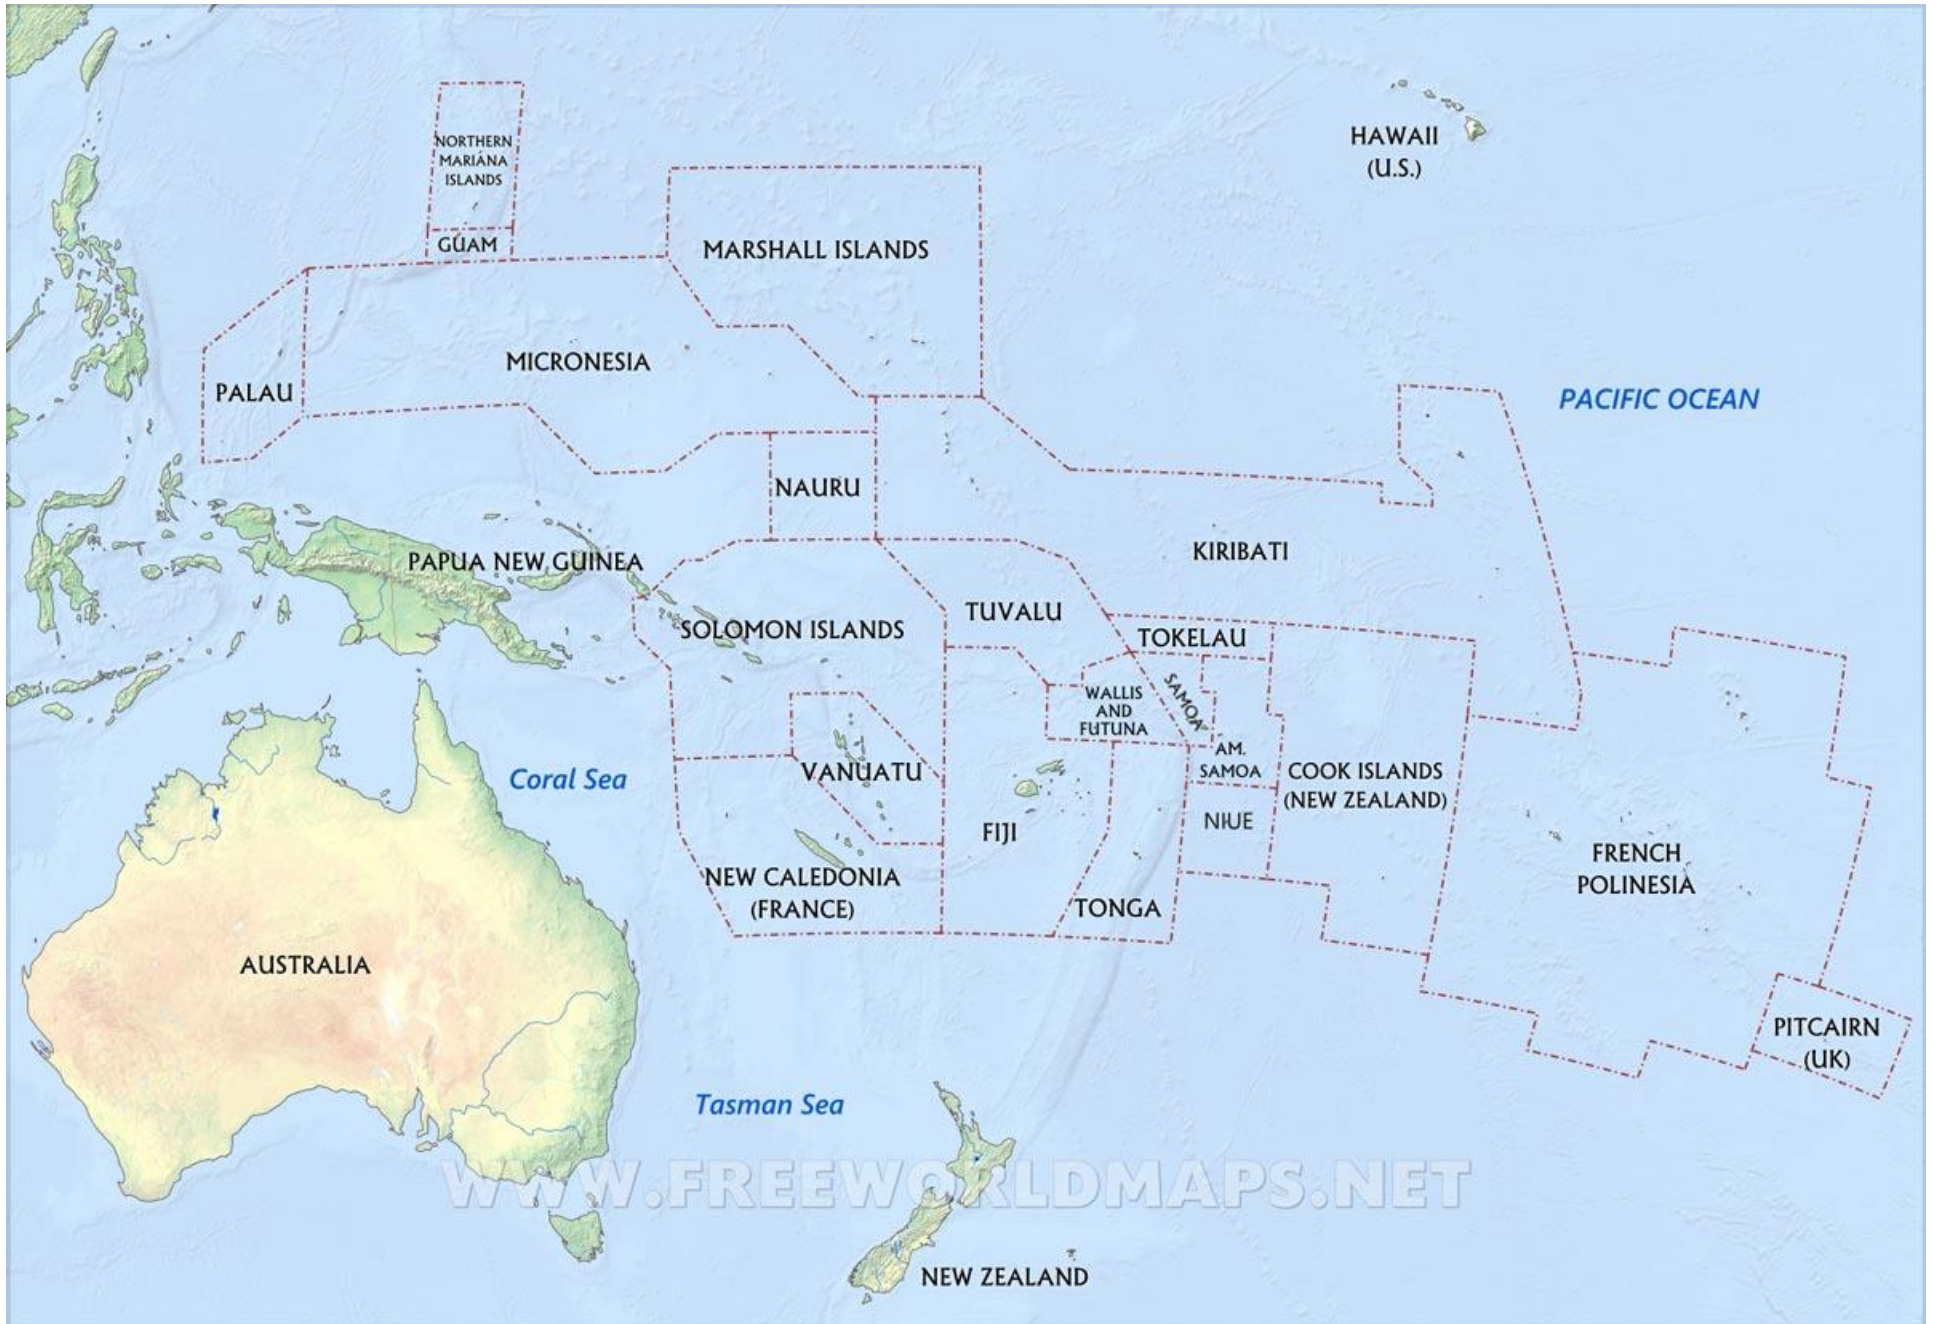 HAWAII
(U.S.)
NORTHERN
MARIANA
ISLANDS
GUAM
MARSHALL ISLANDS
MICRONESIA
PALAU
PACIFIC OCEAN
NAURU
KIRIBATI
PAPUA NEW GUINEA
TUVALU
SOLOMON ISLANDS
TOKELAU
WALLIS
AND
FUTUNA
SAMOA
AM.
SAMOA
VANUATU
Coral Sea
COOK ISLANDS
(NEW ZEALAND)
NIUE
FIJI
FRENCH
POLINESIA
NEW CALEDONIA
(FRANCE)
TONGA
AUSTRALIA
PITCAIRN
(UK)
Tasman Sea
WWW.FREEWORLDMAPS.NET
NEW ZEALAND